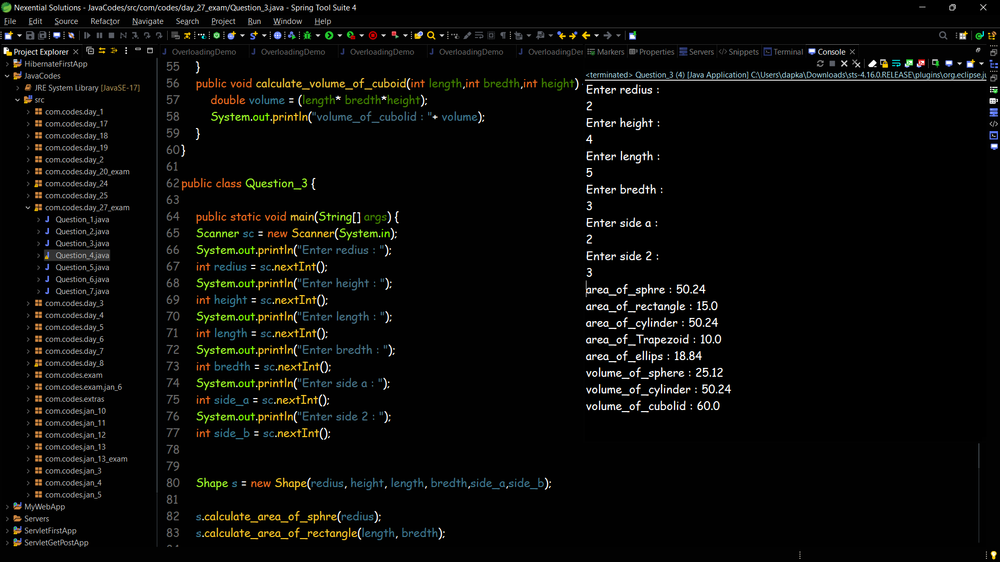 Nexential Solutions - JavaCodes/src/com/codes/day_27_exam/Question_3.java - Spring Tool Suite 4
File Edit Source Refactor Navigate Search Project Run Window Help
Project Explorer
HibernateFirstApp
JavaCodes
JRE System Library [JavaSE-17]
src
com.codes.day_1
com.codes.day_17
com.codes.day_18
com.codes.day_19
com.codes.day_2
com.codes.day_20_exam
com.codes.day_24
com.codes.day_25
com.codes.day_27_exam
Question_1.java
Question_2.java
Question_3.java
Question_4.java
Question_5.java
Question_6.java
Question_7.java
com.codes.day_3
com.codes.day_4
com.codes.day_5
com.codes.day_6
com.codes.day_7
com.codes.day_8
com.codes.exam
com.codes.exam.jan_6
com.codes.extras
com.codes.jan_10
com.codes.jan_11
com.codes.jan_12
com.codes.jan_13
com.codes.jan_13_exam
com.codes.jan_3
com.codes.jan_4
com.codes.jan_5
MyWebApp
Servers
ServletFirstApp
ServletGetPostApp
OverloadingDemo OverloadingDemo OverloadingDemo OverloadingDemo OverloadingDer
55 }
56 public void calculate_volume_of_cuboid(int length,int bredth,int height)
57 double volume = (length* bredth*height);
58 System.out.println("volume_of_cubolid : "+ volume);
59 }
60 }
61
62 public class Question_3 {
63
64 public static void main(String[] args) {
65 Scanner sc = new Scanner(System.in);
66 System.out.println("Enter redius : ");
67 int redius = sc.nextInt();
68 System.out.println("Enter height : ");
69 int height = sc.nextInt();
70 System.out.println("Enter length : ");
71 int length = sc.nextInt();
72 System.out.println("Enter bredth : ");
73 int bredth = sc.nextInt();
74 System.out.println("Enter side a : ");
75 int side_a = sc.nextInt();
76 System.out.println("Enter side 2 : ");
77 int side_b = sc.nextInt();
78
79
80 Shape s = new Shape(redius, height, length, bredth,side_a,side_b);
81
82 s.calculate_area_of_sphre(redius);
83 s.calculate_area_of_rectangle(length, bredth);
Markers Properties Servers Snippets Terminal Console
<terminated> Question_3 (4) [Java Application] C:\Users\dapka\Downloads\sts-4.16.0.RELEASE\plugins\org.eclipse.ju
Enter redius :
2
Enter height :
4
Enter length :
5
Enter bredth :
3
Enter side a :
2
Enter side 2 :
3
area_of_sphre : 50.24
area_of_rectangle : 15.0
area_of_cylinder : 50.24
area_of_Trapezoid : 10.0
area_of_ellips : 18.84
volume_of_sphere : 25.12
volume_of_cylinder : 50.24
volume_of_cubolid : 60.0